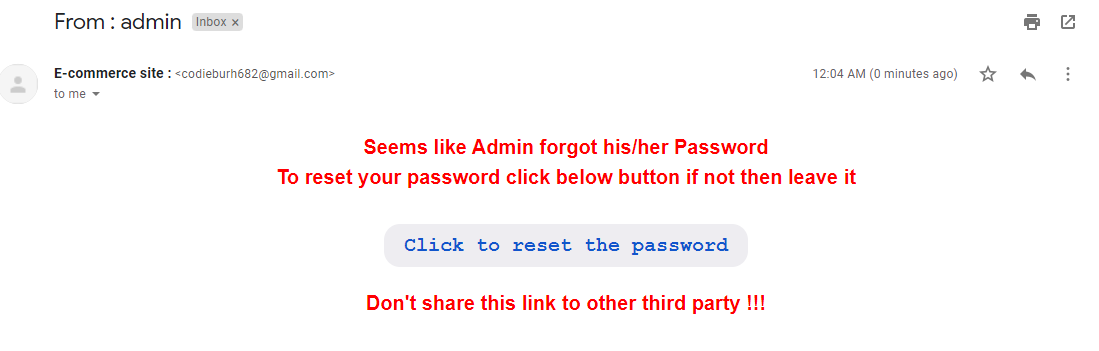 From : admin Inbox ×
E-commerce site : <codieburh682@gmail.com> 12:04 AM (0 minutes ago)
to me
Seems like Admin forgot his/her Password
To reset your password click below button if not then leave it
Click to reset the password
Don't share this link to other third party !!!